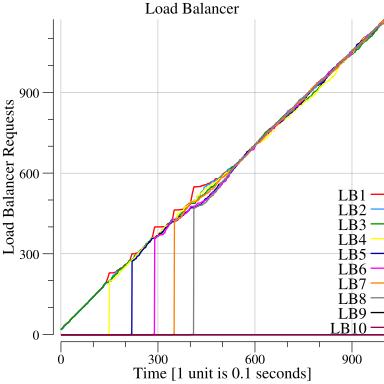 Load Balancer
Load Balancer Requests
900
600
300
0
LB1
LB2
LB3
LB4
LB5
LB6
LB7
LB8
LB9
LB10
0 300 600 900
Time [1 unit is 0.1 seconds]